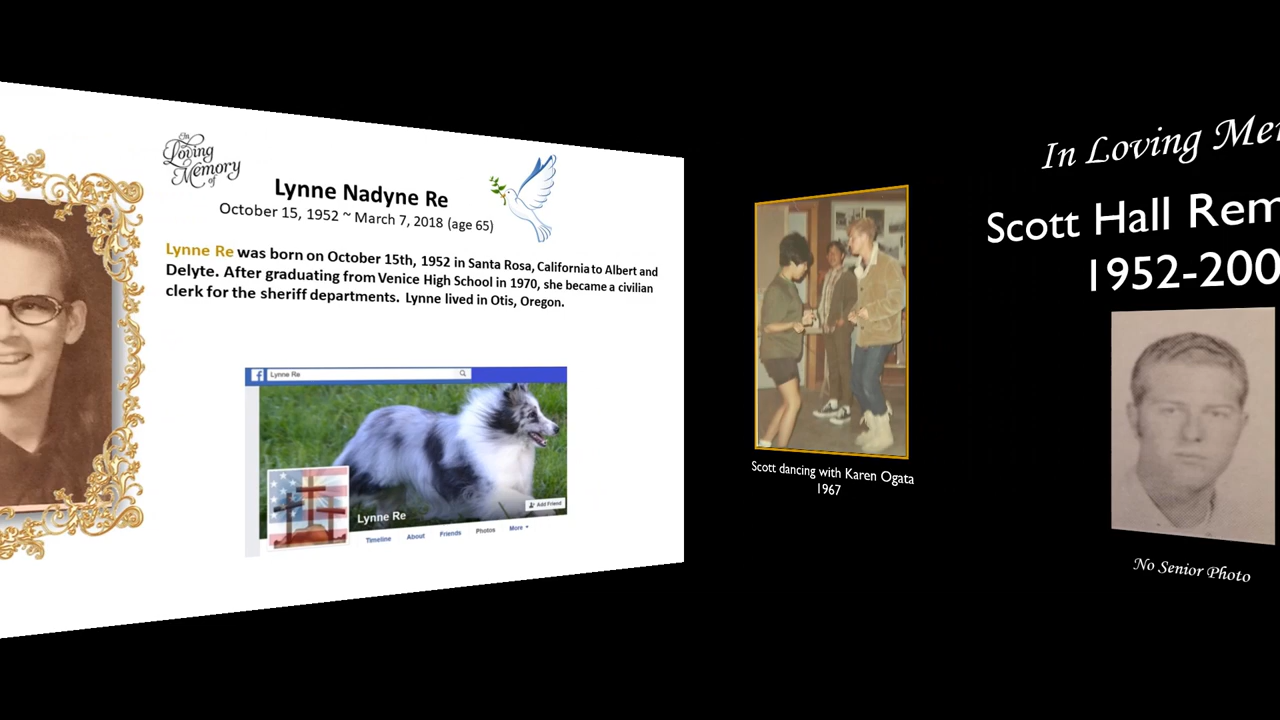 In
Loving
Memory
of
Lynne Nadyne Re
October 15, 1952 ~ March 7, 2018 (age 65)
Lynne Re was born on October 15th, 1952 in Santa Rosa, California to Albert and
Delyte. After graduating from Venice High School in 1970, she became a civilian
clerk for the sheriff departments. Lynne lived in Otis, Oregon.
Lynne Re
Add Friend
Lynne Re
Timeline About Friends Photos More
Scott dancing with Karen Ogata
1967
In Loving Me
Scott Hall Rem
1952-200
No Senior Photo